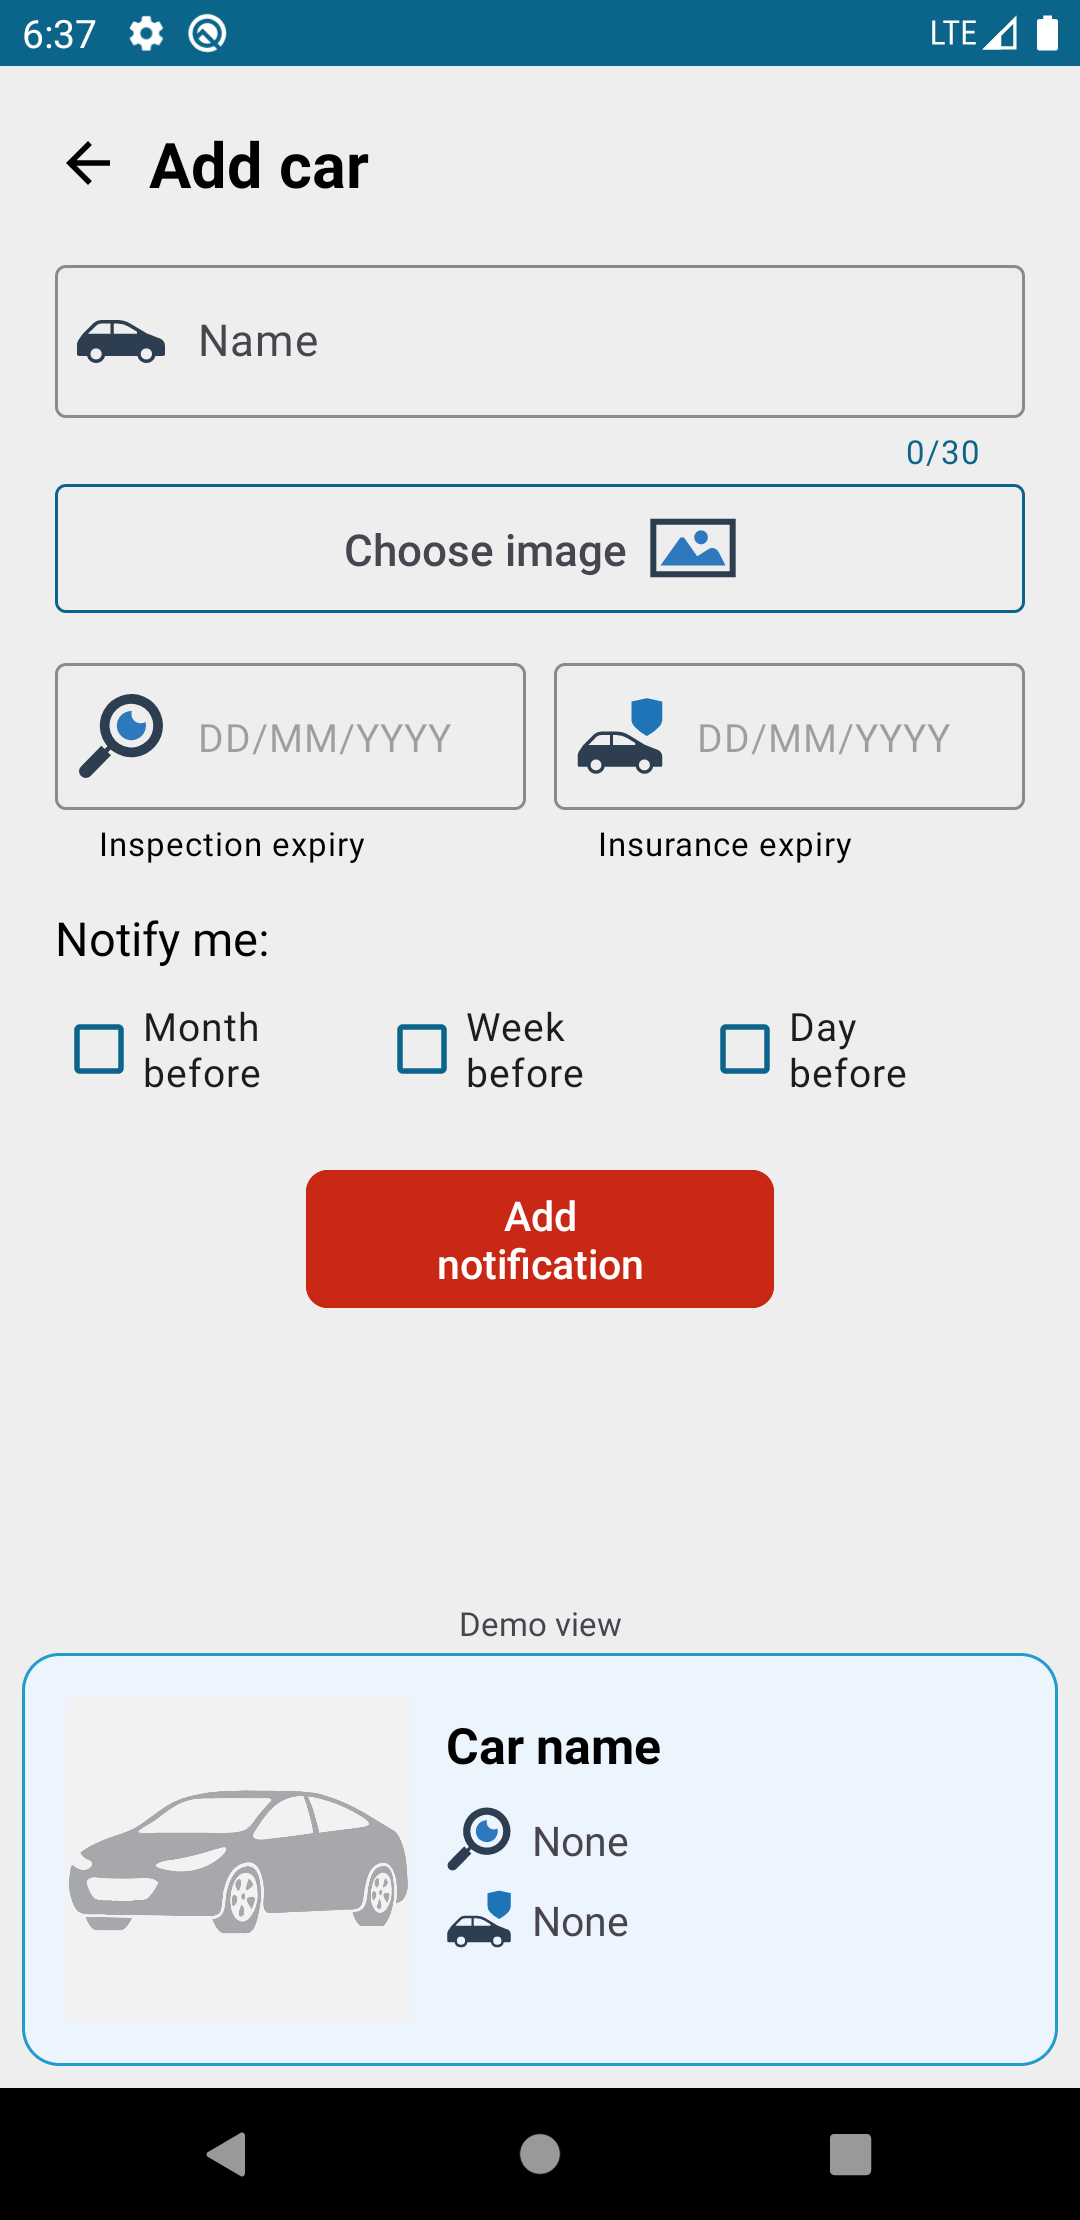 6:37 LTE
Add car
Name
0/30
Choose image
DD/MM/YYYY DD/MM/YYYY
Inspection expiry Insurance expiry
Notify me:
Month before
Week before
Day before
Add
notification
Demo view
Car name
None
None